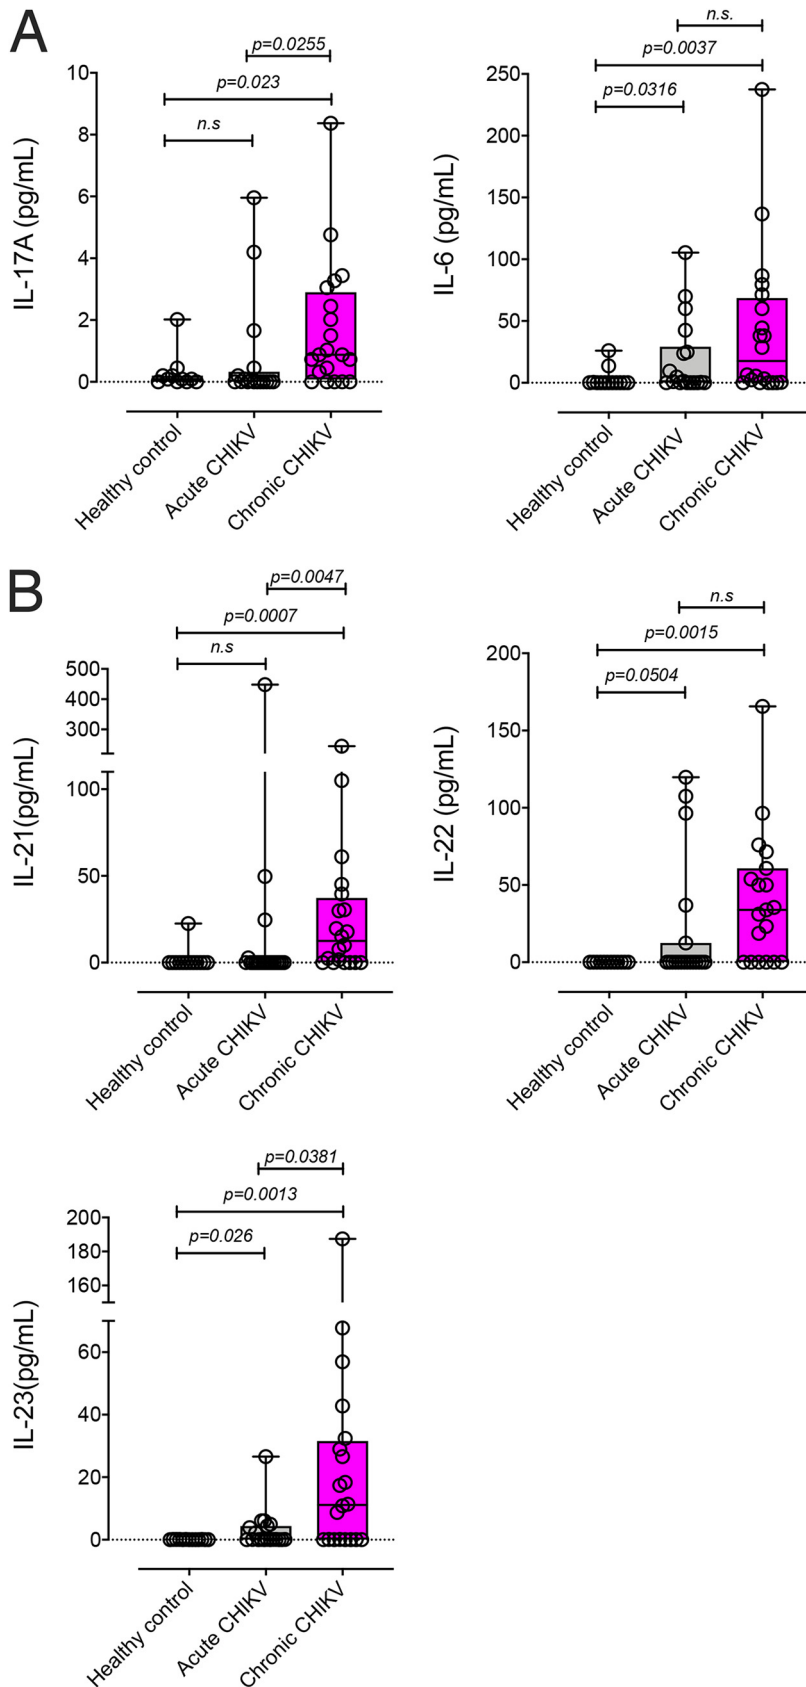 A
p=0.0255
p=0.023
n.s
IL-17A (pg/mL)
10
8
6
4
2
0
Healthy control
Acute CHIKV
Chronic CHIKV
n.s.
p=0.0037
p=0.0316
IL-6 (pg/mL)
250
200
150
100
50
0
Healthy control
Acute CHIKV
Chronic CHIKV
B
p=0.0047
p=0.0007
n.s
IL-21(pg/mL)
500
400
300
100
50
0
Healthy control
Acute CHIKV
Chronic CHIKV
n.s
p=0.0015
p=0.0504
IL-22 (pg/mL)
200
150
100
50
0
Healthy control
Acute CHIKV
Chronic CHIKV
p=0.0381
p=0.0013
p=0.026
IL-23(pg/mL)
200
180
160
60
40
20
0
Healthy control
Acute CHIKV
Chronic CHIKV